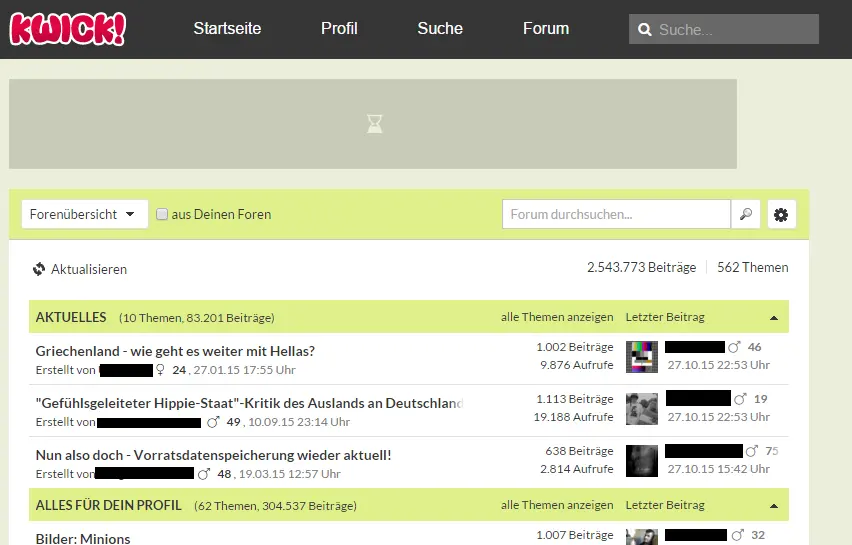 KWICK!
Startseite Profil Suche Forum Suche...
Forenübersicht aus Deinen Foren Forum durchsuchen...
Aktualisieren 2.543.773 Beiträge 562 Themen
AKTUELLES (10 Themen, 83.201 Beiträge) alle Themen anzeigen Letzter Beitrag
Griechenland - wie geht es weiter mit Hellas? 1.002 Beiträge ♂ 46
Erstellt von ♀ 24, 27.01.15 17:55 Uhr 9.876 Aufrufe 27.10.15 22:53 Uhr
"Gefühlsgeleiteter Hippie-Staat"-Kritik des Auslands an Deutschland 1.113 Beiträge ♂ 19
Erstellt von ♂ 49, 10.09.15 23:14 Uhr 19.188 Aufrufe 27.10.15 22:53 Uhr
Nun also doch - Vorratsdatenspeicherung wieder aktuell! 638 Beiträge ♂ 75
Erstellt von ♂ 48, 19.03.15 12:57 Uhr 2.814 Aufrufe 27.10.15 15:42 Uhr
ALLES FÜR DEIN PROFIL (62 Themen, 304.537 Beiträge) alle Themen anzeigen Letzter Beitrag
Bilder: Minions 1.007 Beiträge ♂ 32